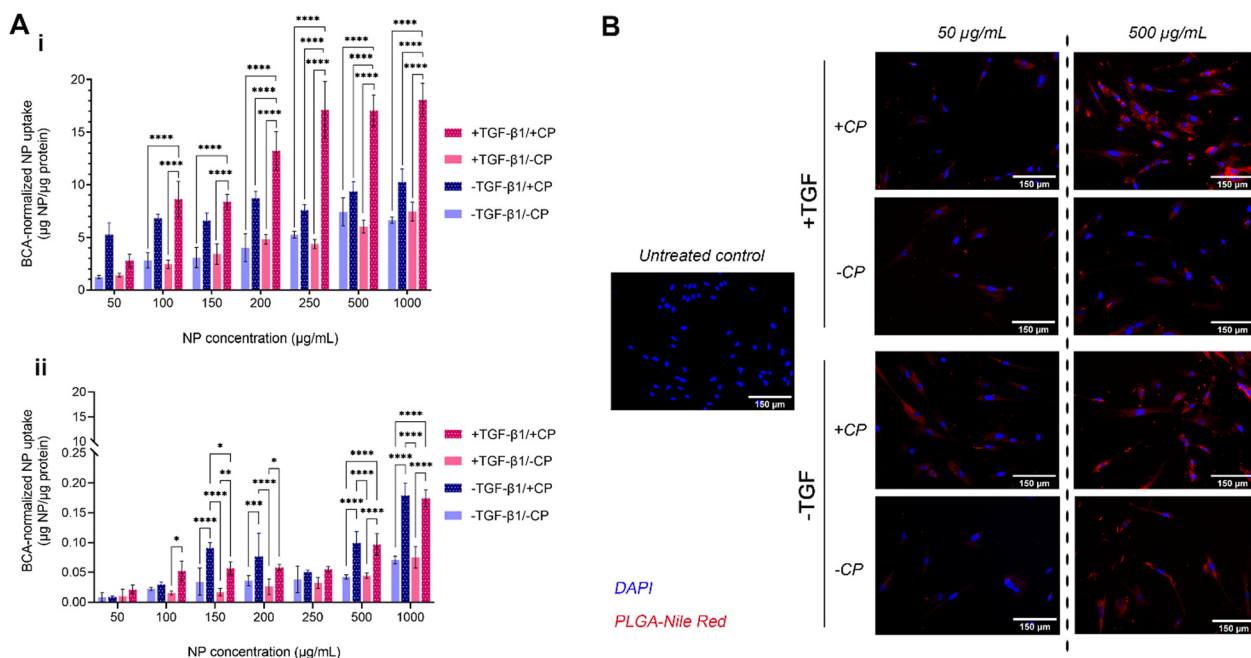 A
i
BCA-normalized NP uptake
(µg NP/µg protein)
20
15
10
5
0
**** **** **** ****
**** **** **** ****
**** **** **** **** ****
**** ****
50 100 150 200 250 500 1000
NP concentration (µg/mL)
+TGF-β1/+CP
+TGF-β1/-CP
-TGF-β1/+CP
-TGF-β1/-CP
ii
BCA-normalized NP uptake
(µg NP/µg protein)
20
15
10
0.25
0.20
0.15
0.10
0.05
0.00
*
* ** ****
*** **** *
**** **** **** ****
**** **** **** ****
50 100 150 200 250 500 1000
NP concentration (µg/mL)
+TGF-β1/+CP
+TGF-β1/-CP
-TGF-β1/+CP
-TGF-β1/-CP
B
50 µg/mL 500 µg/mL
+TGF
+CP
150 µm 150 µm
-CP
150 µm 150 µm
Untreated control
150 µm
-TGF
+CP
150 µm 150 µm
-CP
150 µm 150 µm
DAPI
PLGA-Nile Red